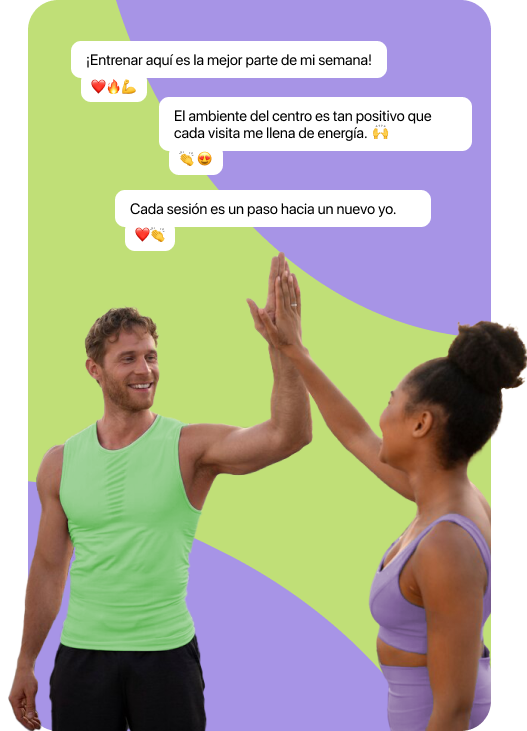 ¡Entrenar aquí es la mejor parte de mi semana!
❤️🔥💪
El ambiente del centro es tan positivo que
cada visita me llena de energía. 🙌
👏😍
Cada sesión es un paso hacia un nuevo yo.
❤️👏